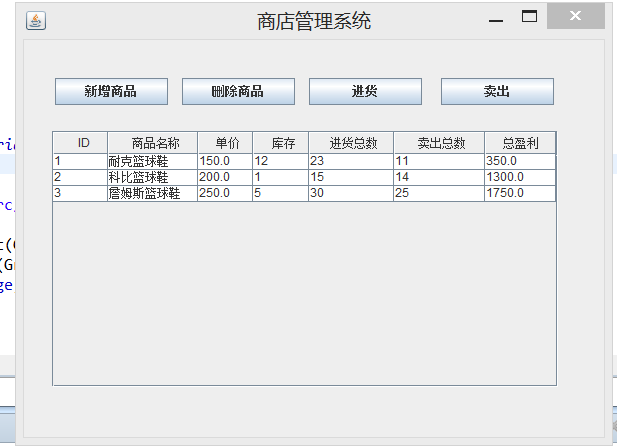 商店管理系统
新增商品 删除商品 进货 卖出
ID 商品名称 单价 库存 进货总数 卖出总数 总盈利
1 耐克篮球鞋 150.0 12 23 11 350.0
2 科比篮球鞋 200.0 1 15 14 1300.0
3 詹姆斯篮球鞋 250.0 5 30 25 1750.0